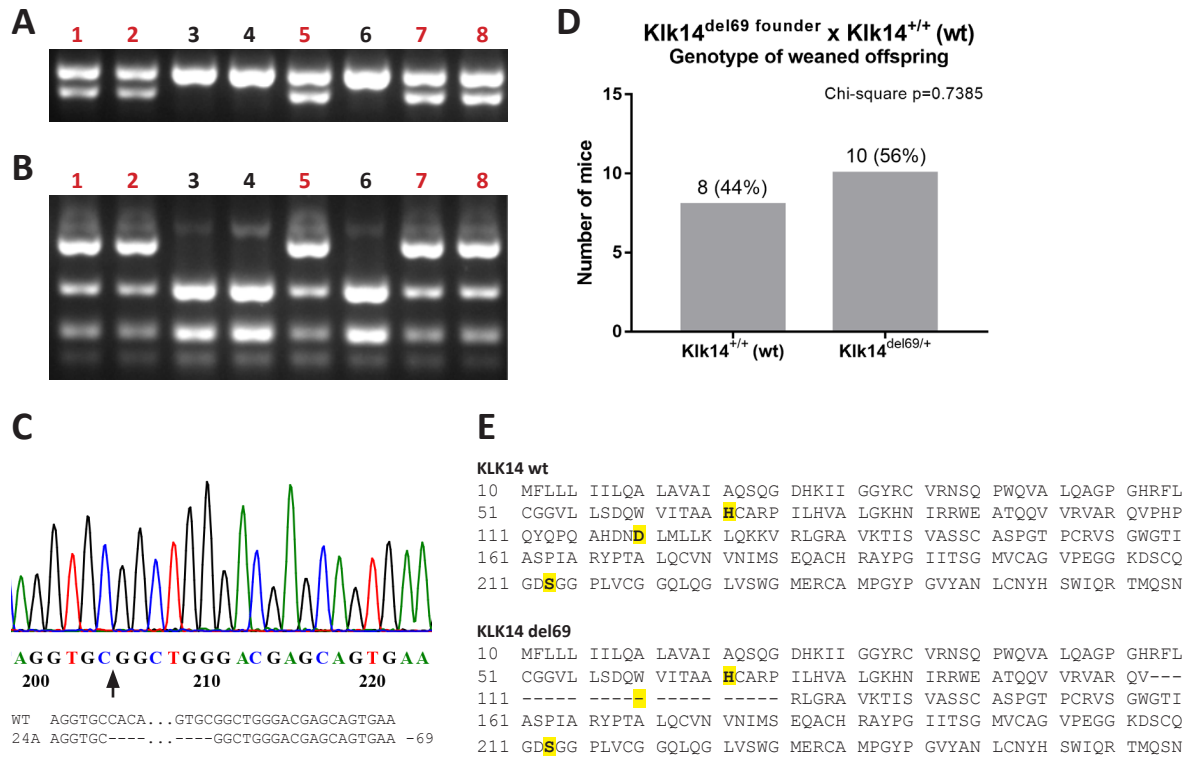 A
1 2 3 4 5 6 7 8
B
1 2 3 4 5 6 7 8
C
AGGTGCGGCTGGGACGAGCAGTGAA
200 210 220
WT AGGTGCCACA...GTGCGGCTGGGACGAGCAGTGAA
24A AGGTGC----...----GGCTGGGACGAGCAGTGAA -69
D
Klk14del69 founder x Klk14+/+ (wt)
Genotype of weaned offspring
Chi-square p=0.7385
Number of mice
15
10
5
0
8 (44%)
10 (56%)
Klk14+/+ (wt)
Klk14del69/+
E
KLK14 wt
10 MFLLL IILQA LAVAI AQSQG DHKII GGYRC VRNSQ PWQVA LQAGP GHRFL
51 CGGVL LSDQW VITAA HCARP ILHVA LGKHN IRRWE ATQQV VRVAR QVPHP
111 QYQPQ AHDND LMLLK LQKKV RLGRA VKTIS VASSC ASPGT PCRVS GWGTI
161 ASPIA RYPTA LQCVN VNIMS EQACH RAYPG IITSG MVCAG VPEGG KDSCQ
211 GDSGG PLVCG GQLQG LVSWG MERCA MPGYP GVYAN LCNYH SWIQR TMQSN
KLK14 del69
10 MFLLL IILQA LAVAI AQSQG DHKII GGYRC VRNSQ PWQVA LQAGP GHRFL
51 CGGVL LSDQW VITAA HCARP ILHVA LGKHN IRRWE ATQQV VRVAR QV---
111 ----- ----- ----- ----- RLGRA VKTIS VASSC ASPGT PCRVS GWGTI
161 ASPIA RYPTA LQCVN VNIMS EQACH RAYPG IITSG MVCAG VPEGG KDSCQ
211 GDSGG PLVCG GQLQG LVSWG MERCA MPGYP GVYAN LCNYH SWIQR TMQSN